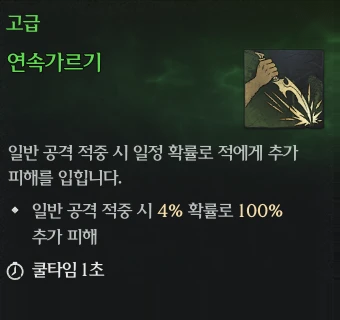 고급
연속가르기
일반 공격 적중 시 일정 확률로 적에게 추가
피해를 입힙니다.
일반 공격 적중 시 4% 확률로 100%
추가 피해
쿨타임 1초